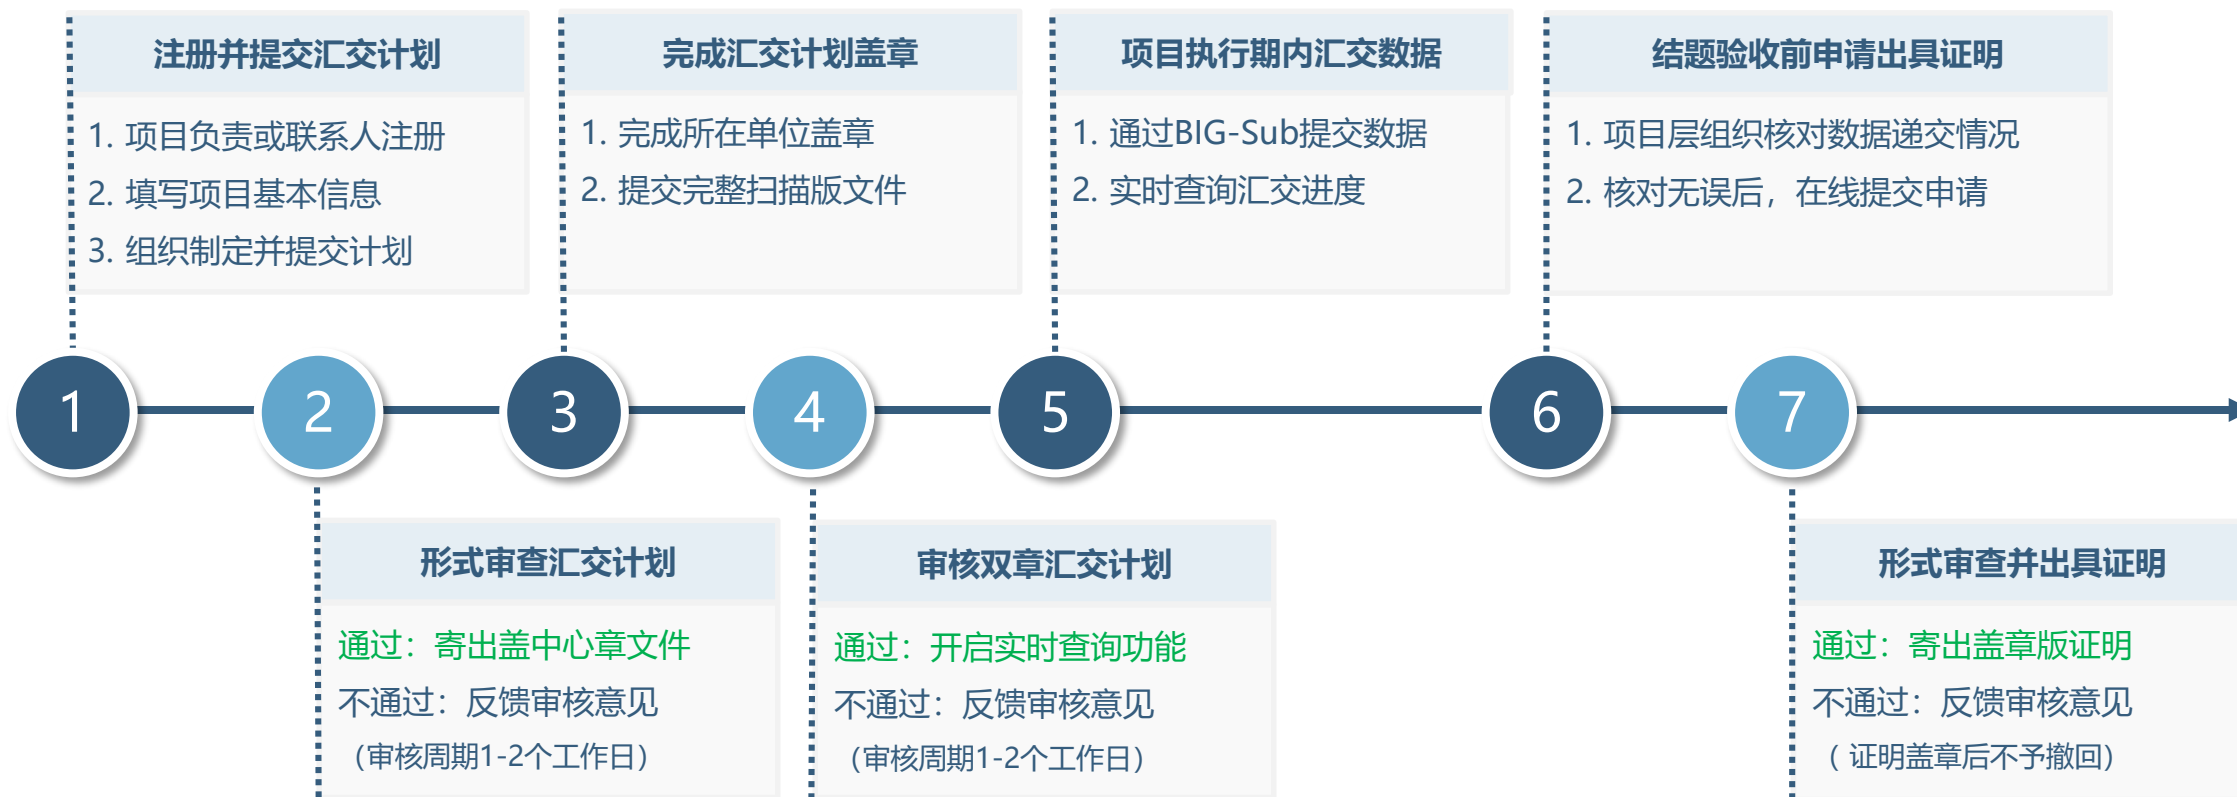 注册并提交汇交计划
1. 项目负责或联系人注册
2. 填写项目基本信息
3. 组织制定并提交计划
完成汇交计划盖章
1. 完成所在单位盖章
2. 提交完整扫描版文件
项目执行期内汇交数据
1. 通过BIG-Sub提交数据
2. 实时查询汇交进度
结题验收前申请出具证明
1. 项目层组织核对数据递交情况
2. 核对无误后，在线提交申请
1
2
3
4
5
6
7
形式审查汇交计划
通过：寄出盖中心章文件
不通过：反馈审核意见
（审核周期1-2个工作日）
审核双章汇交计划
通过：开启实时查询功能
不通过：反馈审核意见
（审核周期1-2个工作日）
形式审查并出具证明
通过：寄出盖章版证明
不通过：反馈审核意见
（ 证明盖章后不予撤回）